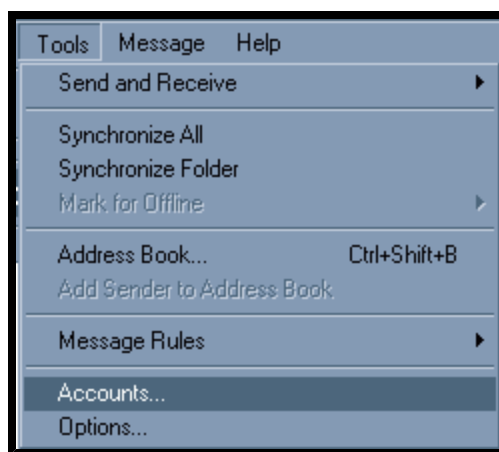 Tools Message Help
Send and Receive
Synchronize All
Synchronize Folder
Mark for Offline
Address Book... Ctrl+Shift+B
Add Sender to Address Book
Message Rules
Accounts...
Options...